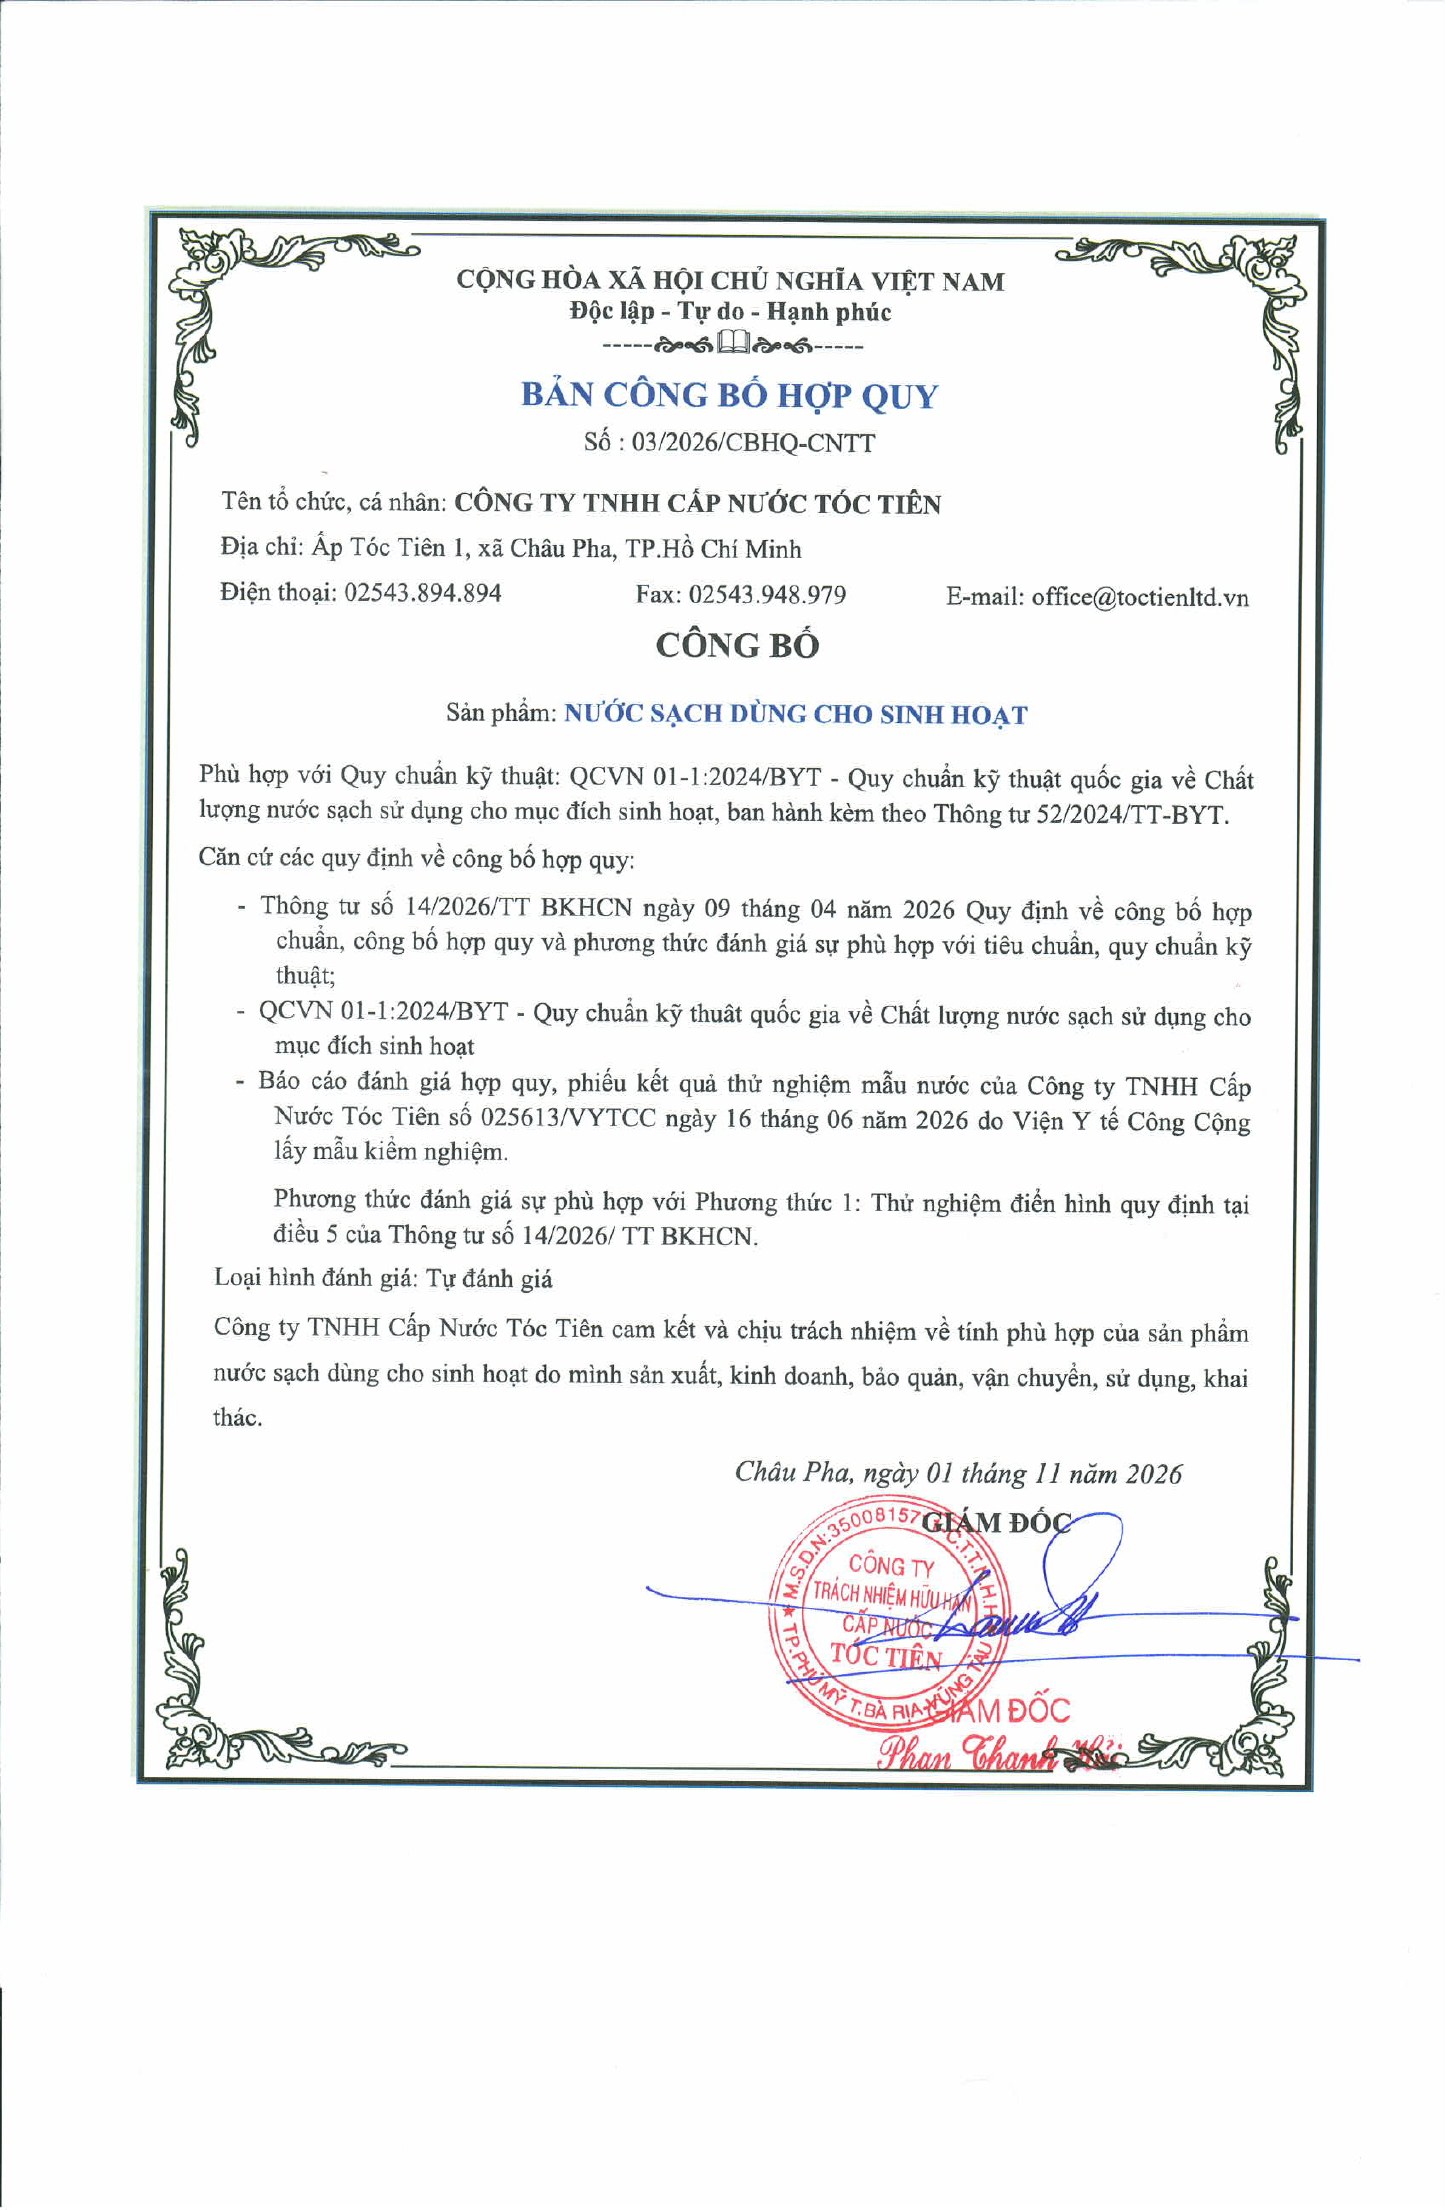 CỘNG HÒA XÃ HỘI CHỦ NGHĨA VIỆT NAM
Độc lập - Tự do - Hạnh phúc
BẢN CÔNG BỐ HỢP QUY
Số : 03/2026/CBHQ-CNTT
Tên tổ chức, cá nhân: CÔNG TY TNHH CẤP NƯỚC TÓC TIÊN
Địa chỉ: Ấp Tóc Tiên 1, xã Châu Pha, TP.Hồ Chí Minh
Điện thoại: 02543.894.894 Fax: 02543.948.979 E-mail: office@toctienltd.vn
CÔNG BỐ
Sản phẩm: NƯỚC SẠCH DÙNG CHO SINH HOẠT
Phù hợp với Quy chuẩn kỹ thuật: QCVN 01-1:2024/BYT - Quy chuẩn kỹ thuật quốc gia về Chất
lượng nước sạch sử dụng cho mục đích sinh hoạt, ban hành kèm theo Thông tư 52/2024/TT-BYT.
Căn cứ các quy định về công bố hợp quy:
- Thông tư số 14/2026/TT BKHCN ngày 09 tháng 04 năm 2026 Quy định về công bố hợp
chuẩn, công bố hợp quy và phương thức đánh giá sự phù hợp với tiêu chuẩn, quy chuẩn kỹ
thuật;
- QCVN 01-1:2024/BYT - Quy chuẩn kỹ thuât quốc gia về Chất lượng nước sạch sử dụng cho
mục đích sinh hoạt
- Báo cáo đánh giá hợp quy, phiếu kết quả thử nghiệm mẫu nước của Công ty TNHH Cấp
Nước Tóc Tiên số 025613/VYTCC ngày 16 tháng 06 năm 2026 do Viện Y tế Công Cộng
lấy mẫu kiểm nghiệm.
Phương thức đánh giá sự phù hợp với Phương thức 1: Thử nghiệm điển hình quy định tại
điều 5 của Thông tư số 14/2026/ TT BKHCN.
Loại hình đánh giá: Tự đánh giá
Công ty TNHH Cấp Nước Tóc Tiên cam kết và chịu trách nhiệm về tính phù hợp của sản phẩm
nước sạch dùng cho sinh hoạt do mình sản xuất, kinh doanh, bảo quản, vận chuyển, sử dụng, khai
thác.
Châu Pha, ngày 01 tháng 11 năm 2026
GIÁM ĐỐC
M.S.D.N:35008157 C.T.T.N.H.H
CÔNG TY
TRÁCH NHIỆM HỮU HẠN
CẤP NƯỚC
TÓC TIÊN
TP.PHÚ MỸ T.BÀ RỊA-VŨNG TÀU
GIÁM ĐỐC
Phan Thanh